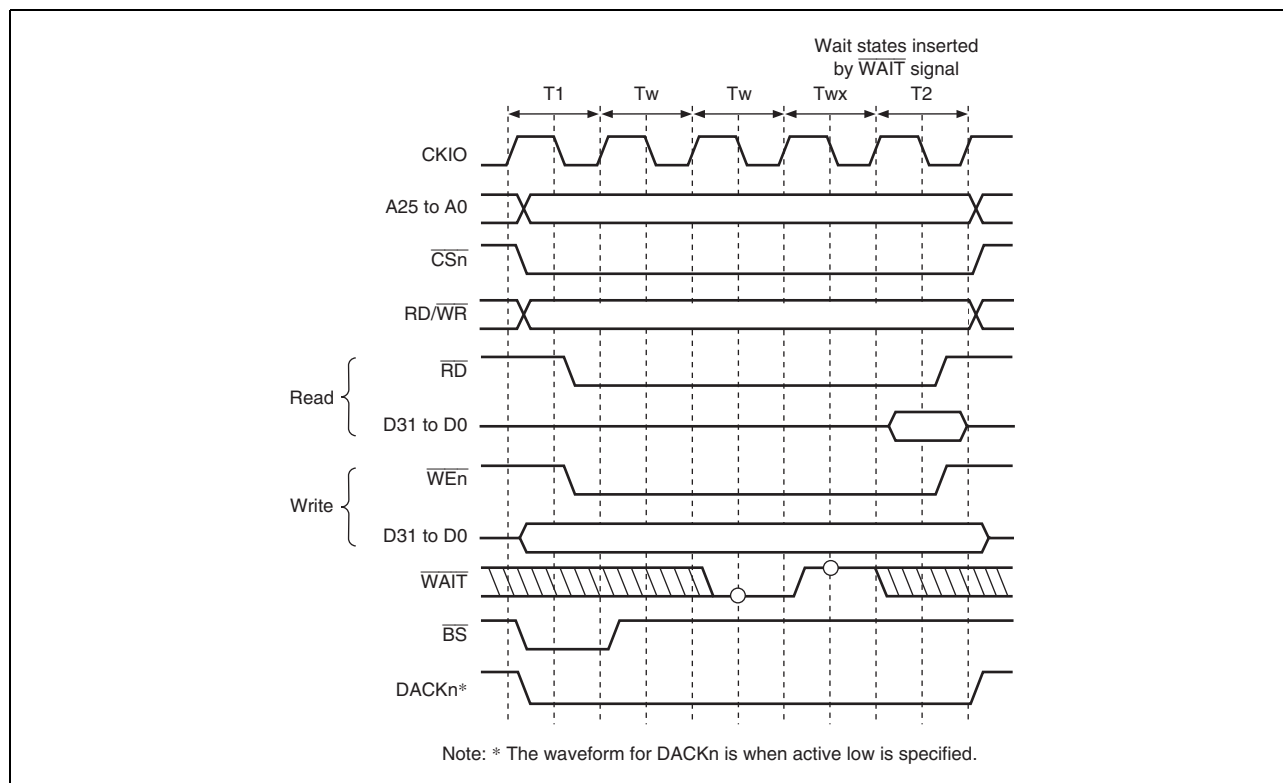 Wait states inserted
by WAIT signal
T1 Tw Tw Twx T2
CKIO
A25 to A0
CSn
RD/WR
RD
Read
D31 to D0
WEn
Write
D31 to D0
WAIT
BS
DACKn*
Note: * The waveform for DACKn is when active low is specified.